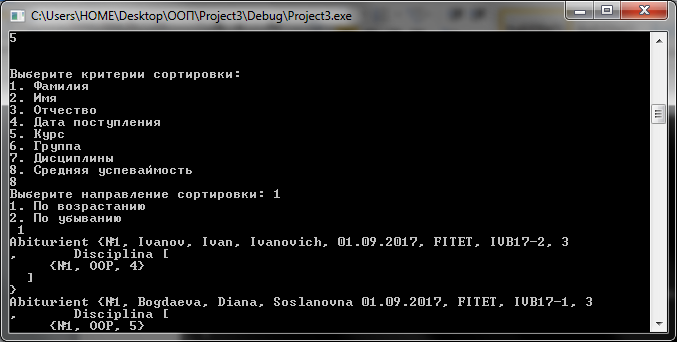 C:\Users\HOME\Desktop\ООП\Project3\Debug\Project3.exe
5
Выберите критерии сортировки:
1. Фамилия
2. Имя
3. Отчество
4. Дата поступления
5. Курс
6. Группа
7. Дисциплины
8. Средняя успеваймость
8
Выберите направление сортировки: 1
1. По возрастанию
2. По убыванию
1
Abiturient {№1, Ivanov, Ivan, Ivanovich, 01.09.2017, FITET, IVB17-2, 3
, Disciplina [
{№1, OOP, 4}
]
}
Abiturient {№1, Bogdaeva, Diana, Soslanovna 01.09.2017, FITET, IVB17-1, 3
, Disciplina [
{№1, OOP, 5}